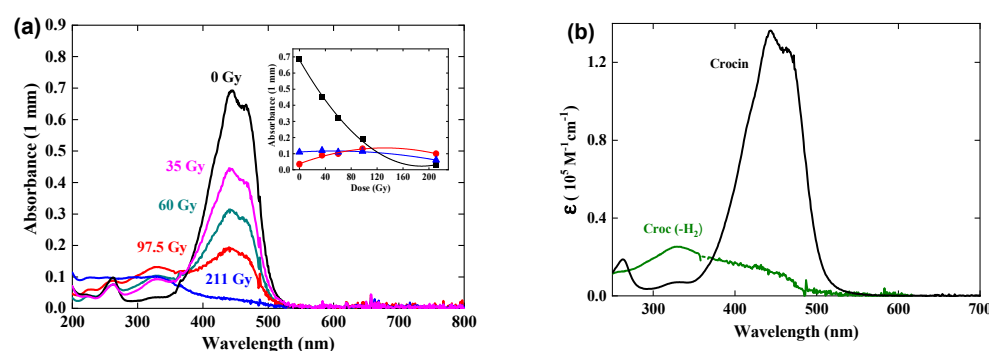 (a)
0.9
0.8
0.7
0.6
0.5
0.4
0.3
0.2
0.1
0.0
Absorbance (1 mm)
200 300 400 500 600 700 800
Wavelength (nm)
0 Gy
35 Gy
60 Gy
97.5 Gy
211 Gy
0.7
0.6
0.5
0.4
0.3
0.2
0.1
0.0
Absorbance (1 mm)
0 40 80 120 160 200
Dose (Gy)
(b)
1.2
0.8
0.4
0.0
ε ( 10⁵ M⁻¹cm⁻¹)
300 400 500 600 700
Wavelength (nm)
Crocin
Croc (-H₂)